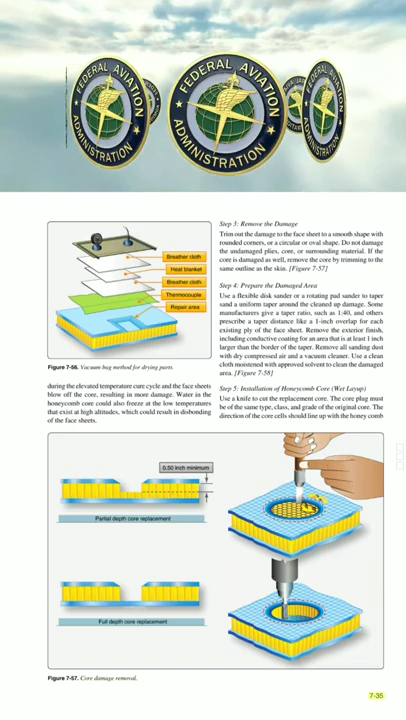 FEDERAL AVIATION
ADMINISTRATION
FEDERAL AVIATION
ADMINISTRATION
FEDERAL AVIATION
ADMINISTRATION
Breather cloth
Heat blanket
Breather cloth
Thermocouple
Repair area
Figure 7-56. Vacuum bag method for drying parts.
during the elevated temperature cure cycle and the face sheets
blow off the core, resulting in more damage. Water in the
honeycomb core could also freeze at the low temperatures
that exist at high altitudes, which could result in disbonding
of the face sheets.
Step 3: Remove the Damage
Trim out the damage to the face sheet to a smooth shape with
rounded corners, or a circular or oval shape. Do not damage
the undamaged plies, core, or surrounding material. If the
core is damaged as well, remove the core by trimming to the
same outline as the skin. [Figure 7-57]
Step 4: Prepare the Damaged Area
Use a flexible disk sander or a rotating pad sander to taper
sand a uniform taper around the cleaned up damage. Some
manufacturers give a taper ratio, such as 1:40, and others
prescribe a taper distance like a 1-inch overlap for each
existing ply of the face sheet. Remove the exterior finish,
including conductive coating for an area that is at least 1 inch
larger than the border of the taper. Remove all sanding dust
with dry compressed air and a vacuum cleaner. Use a clean
cloth moistened with approved solvent to clean the damaged
area. [Figure 7-58]
Step 5: Installation of Honeycomb Core (Wet Layup)
Use a knife to cut the replacement core. The core plug must
be of the same type, class, and grade of the original core. The
direction of the core cells should line up with the honey comb
0.50 inch minimum
Partial depth core replacement
Full depth core replacement
Figure 7-57. Core damage removal.
7-35